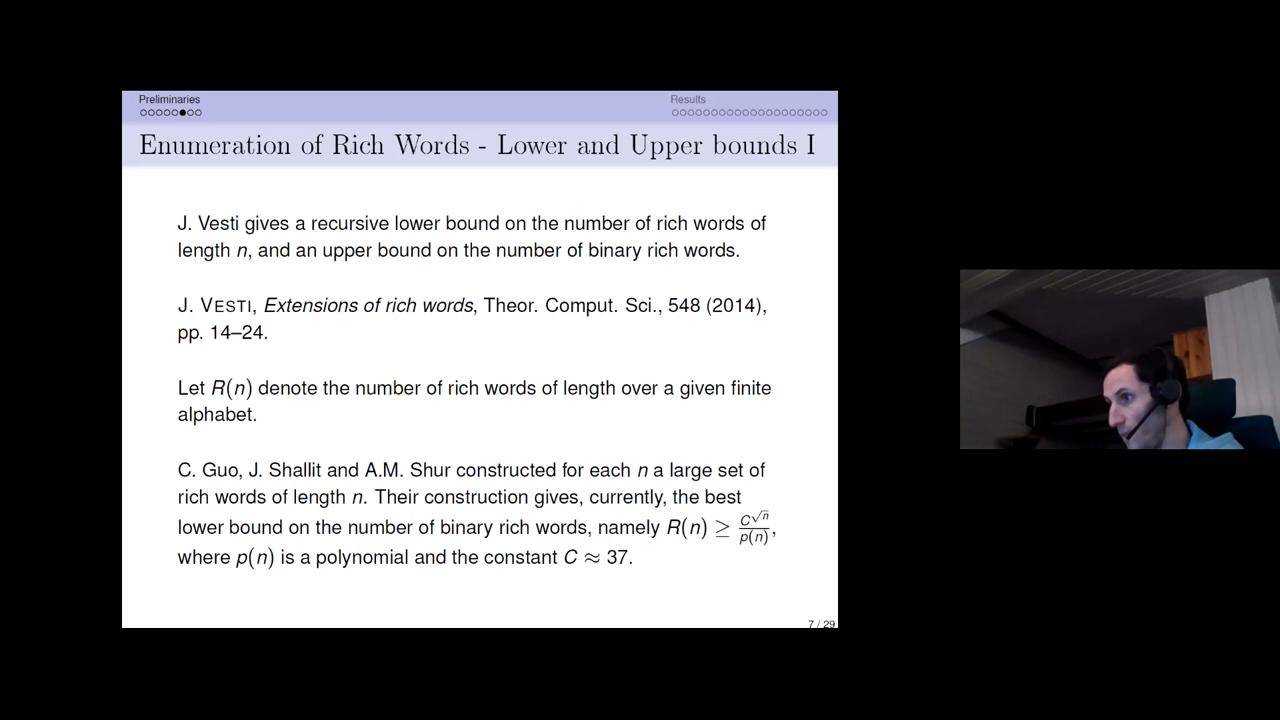 Preliminaries
Results
Enumeration of Rich Words - Lower and Upper bounds I
J. Vesti gives a recursive lower bound on the number of rich words of
length n, and an upper bound on the number of binary rich words.
J. VESTI, Extensions of rich words, Theor. Comput. Sci., 548 (2014),
pp. 14–24.
Let R(n) denote the number of rich words of length over a given finite
alphabet.
C. Guo, J. Shallit and A.M. Shur constructed for each n a large set of
rich words of length n. Their construction gives, currently, the best
lower bound on the number of binary rich words, namely R(n) ≥ C^√n / p(n),
where p(n) is a polynomial and the constant C ≈ 37.
7 / 29